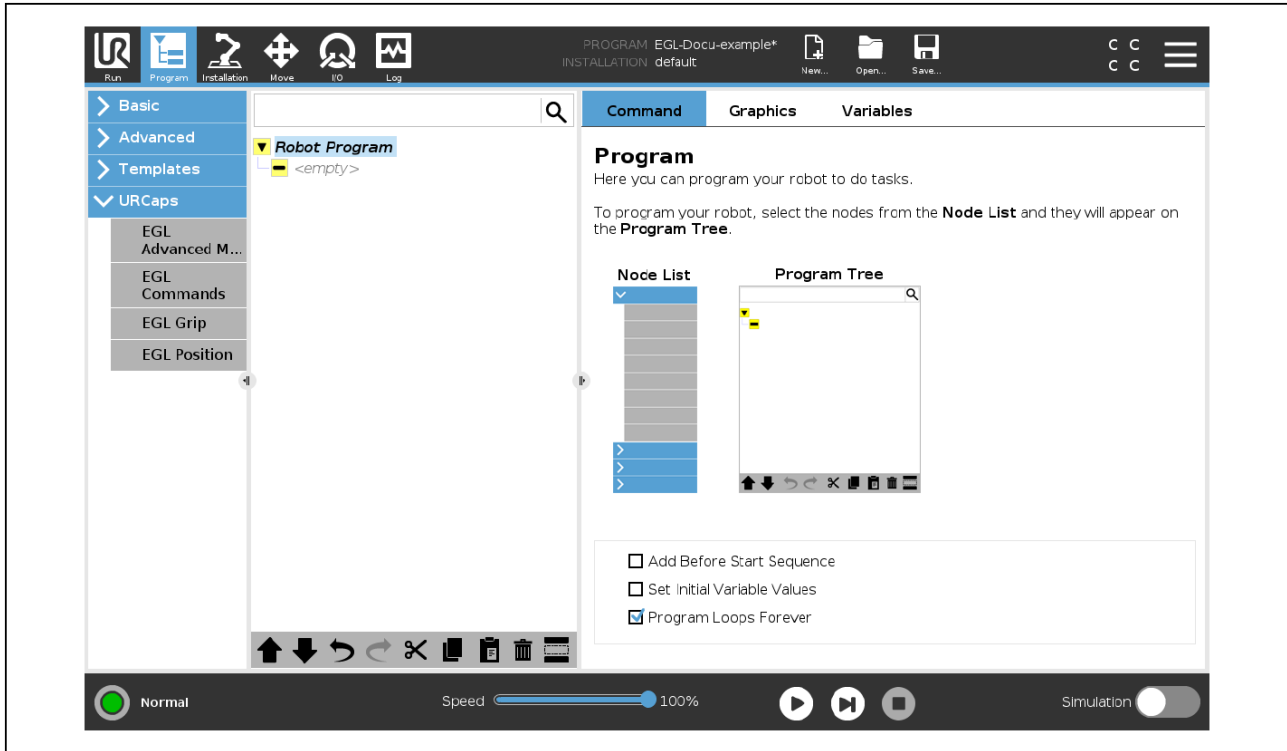 UR
Run
Program
Installation
Move
I/O
Log
PROGRAM EGL-Docu-example*
INSTALLATION default
New...
Open...
Save...
C C
C C
Basic
Advanced
Templates
URCaps
EGL
Advanced M...
EGL
Commands
EGL Grip
EGL Position
Robot Program
<empty>
Command
Graphics
Variables
Program
Here you can program your robot to do tasks.
To program your robot, select the nodes from the Node List and they will appear on
the Program Tree.
Node List
Program Tree
Add Before Start Sequence
Set Initial Variable Values
Program Loops Forever
Normal
Speed
100%
Simulation